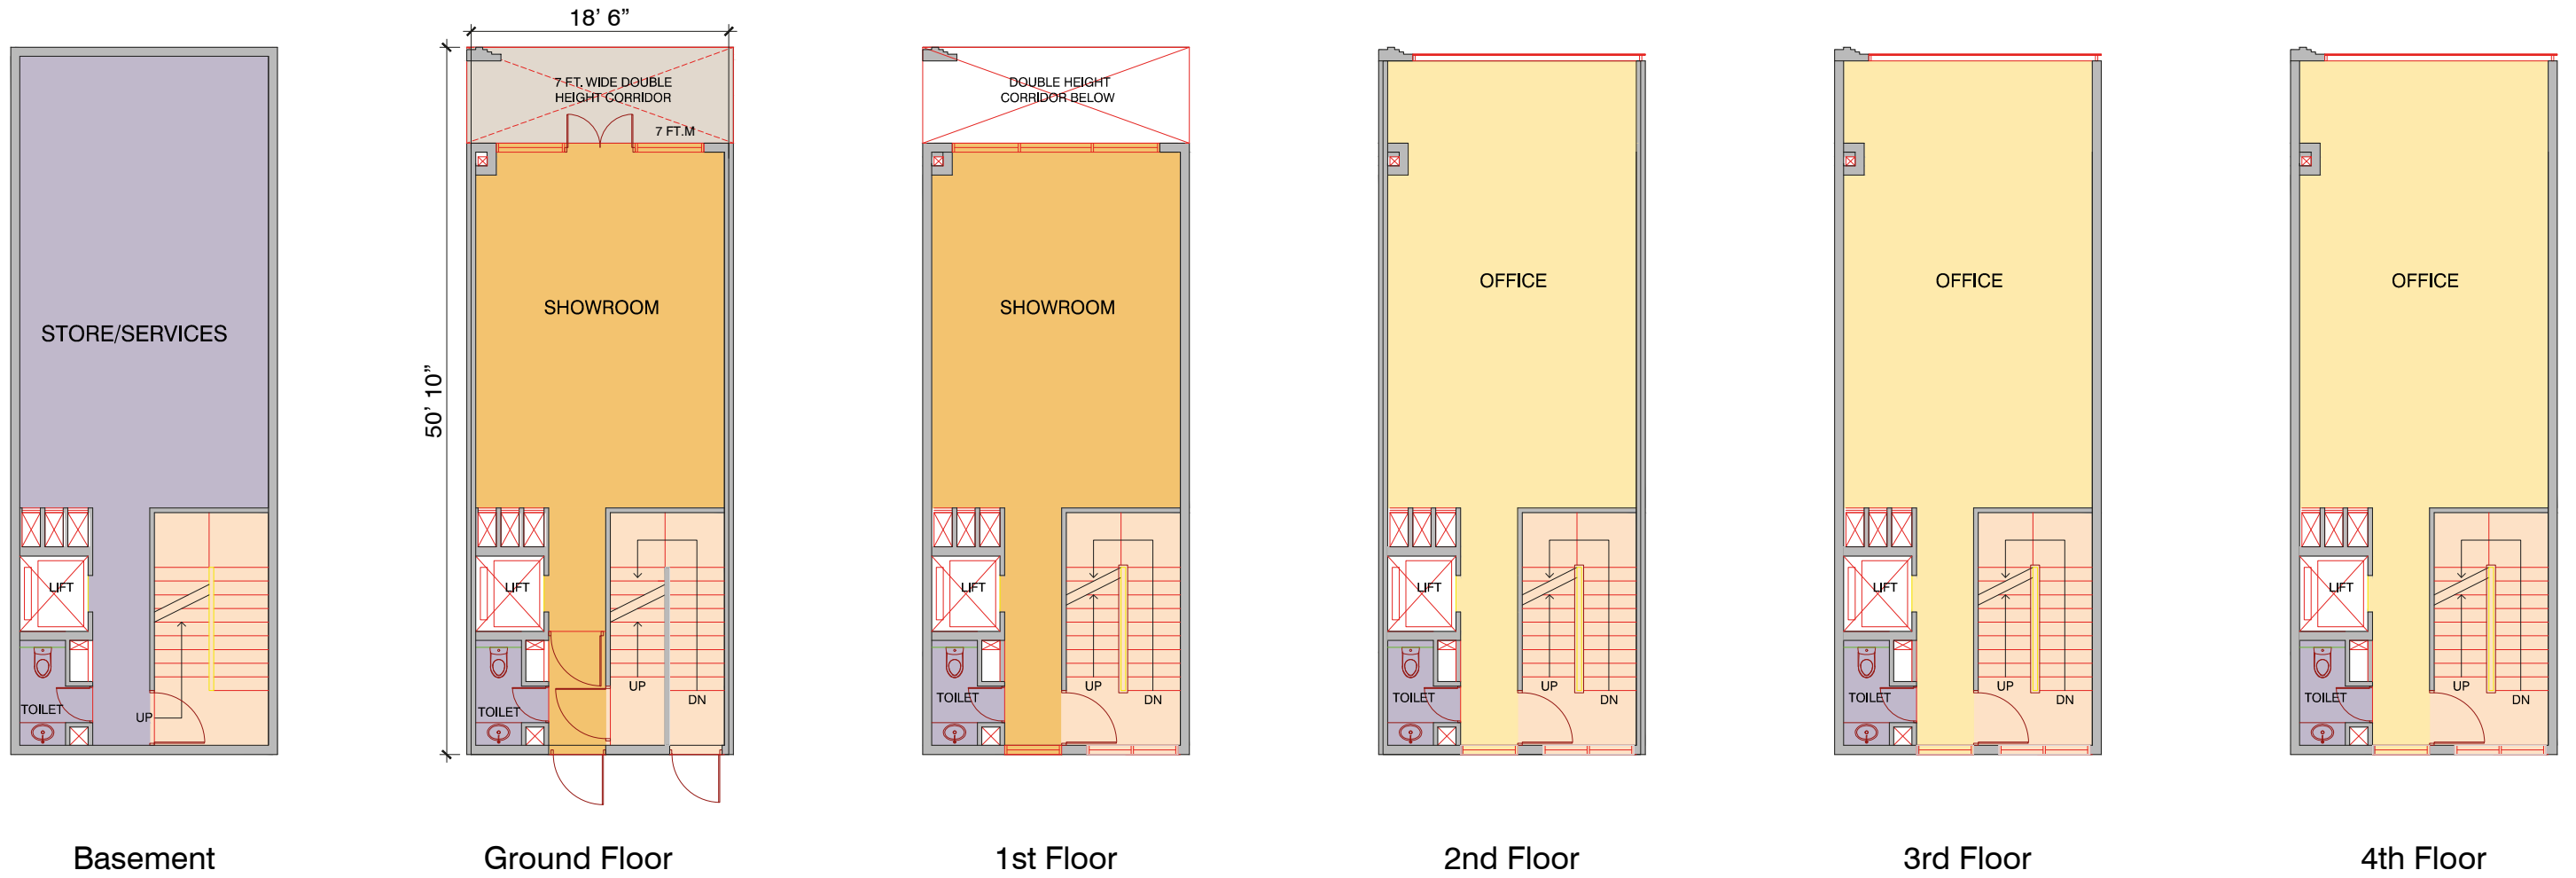 18’ 6”
50’ 10”
STORE/SERVICES
LIFT
TOILET
UP
Basement
7 FT. WIDE DOUBLE
HEIGHT CORRIDOR
7 FT.M
SHOWROOM
LIFT
TOILET
UP
DN
Ground Floor
DOUBLE HEIGHT
CORRIDOR BELOW
SHOWROOM
LIFT
TOILET
UP
DN
1st Floor
OFFICE
LIFT
TOILET
UP
DN
2nd Floor
OFFICE
LIFT
TOILET
UP
DN
3rd Floor
OFFICE
LIFT
TOILET
UP
DN
4th Floor